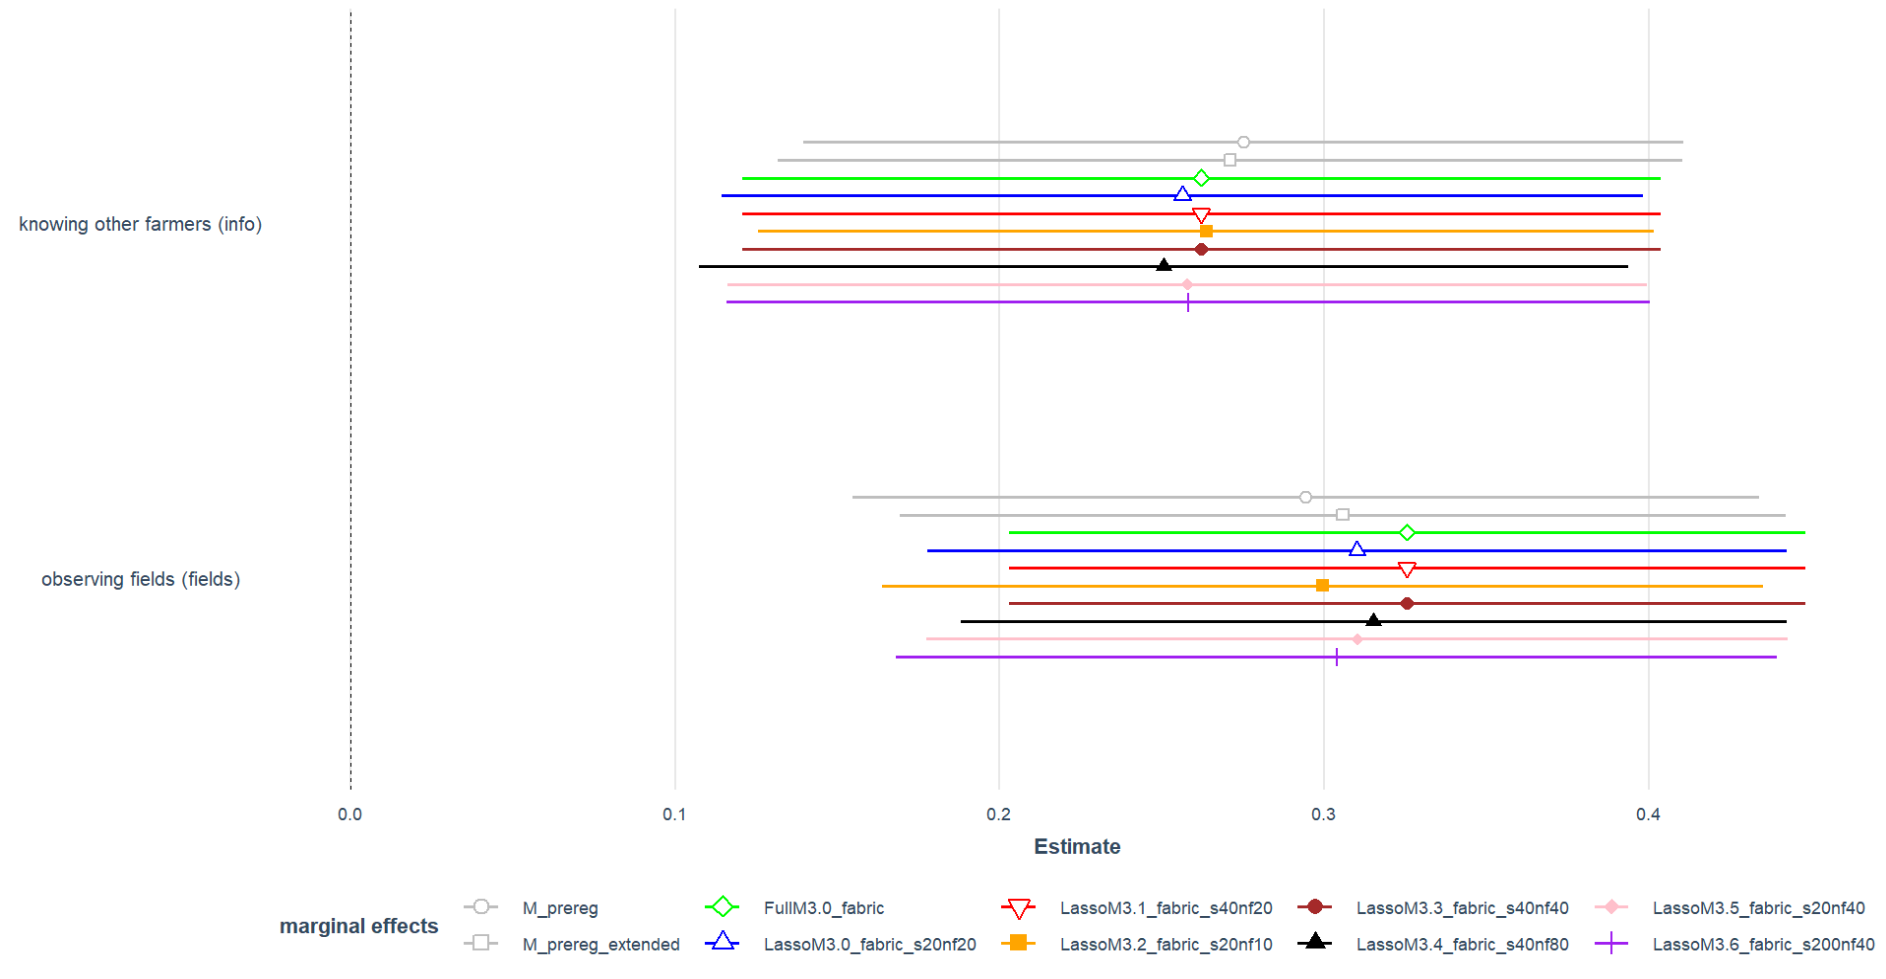 knowing other farmers (info)
observing fields (fields)
0.0 0.1 0.2 0.3 0.4
Estimate
marginal effects
M_prereg FullM3.0_fabric LassoM3.1_fabric_s40nf20 LassoM3.3_fabric_s40nf40 LassoM3.5_fabric_s20nf40
M_prereg_extended LassoM3.0_fabric_s20nf20 LassoM3.2_fabric_s20nf10 LassoM3.4_fabric_s40nf80 LassoM3.6_fabric_s200nf40